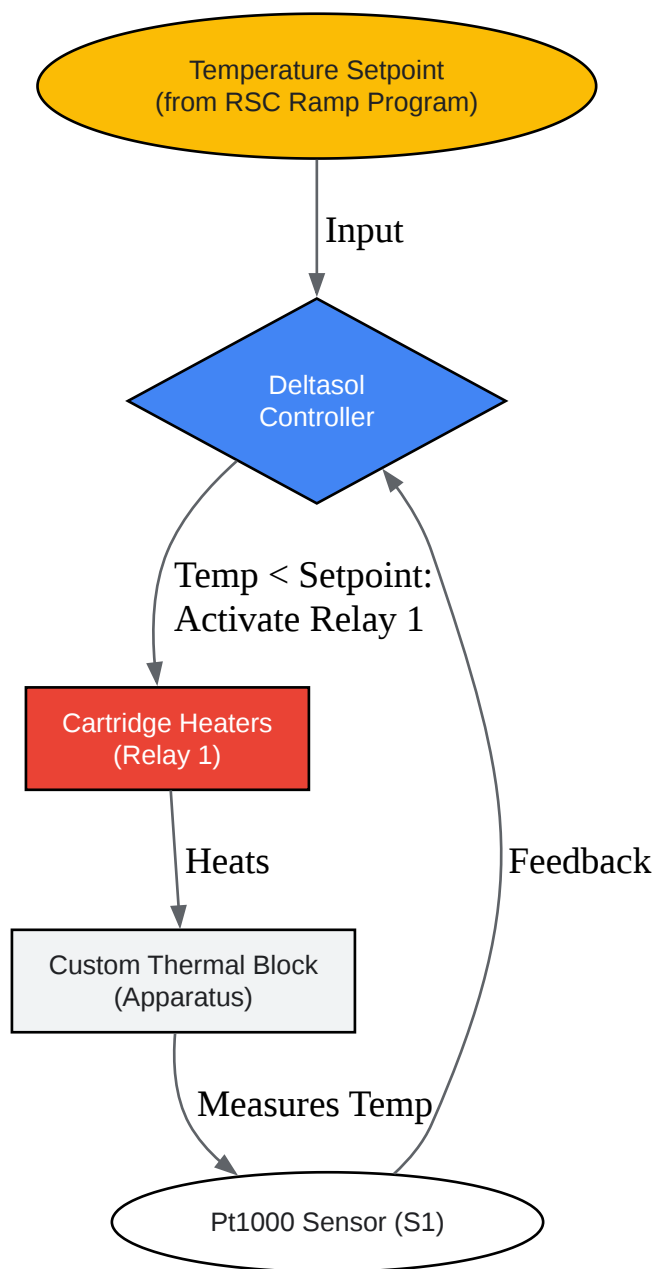 Temperature Setpoint
(from RSC Ramp Program)
Input
Deltasol
Controller
Temp < Setpoint:
Activate Relay 1
Cartridge Heaters
(Relay 1)
Heats
Feedback
Custom Thermal Block
(Apparatus)
Measures Temp
Pt1000 Sensor (S1)